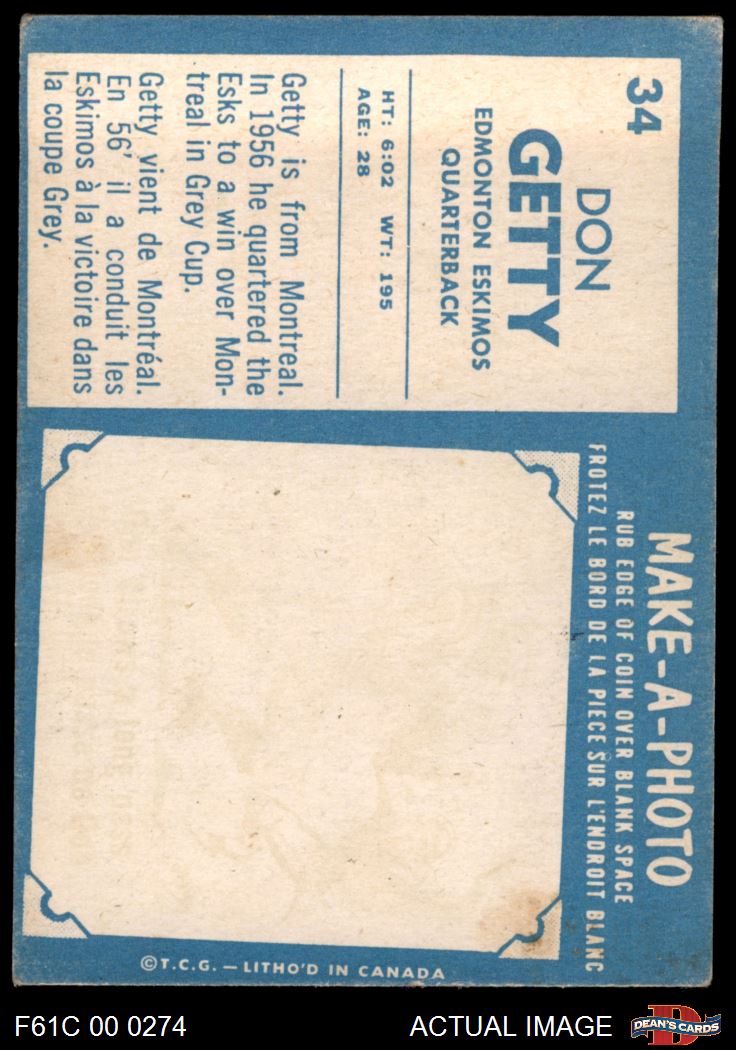 34
DON
GETTY
EDMONTON ESKIMOS
QUARTERBACK
HT: 6:02 WT: 195
AGE: 28
Getty is from Montreal.
In 1956 he quartered the
Esks to a win over Mon-
treal in Grey Cup.
Getty vient de Montréal.
En 56' il a conduit les
Eskimos à la victoire dans
la coupe Grey.
MAKE-A-PHOTO
RUB EDGE OF COIN OVER BLANK SPACE
FROTEZ LE BORD DE LA PIECE SUR L'ENDROIT BLANC
© T.C.G. — LITHO'D IN CANADA
F61C 00 0274
ACTUAL IMAGE
D
DEAN'S CARDS